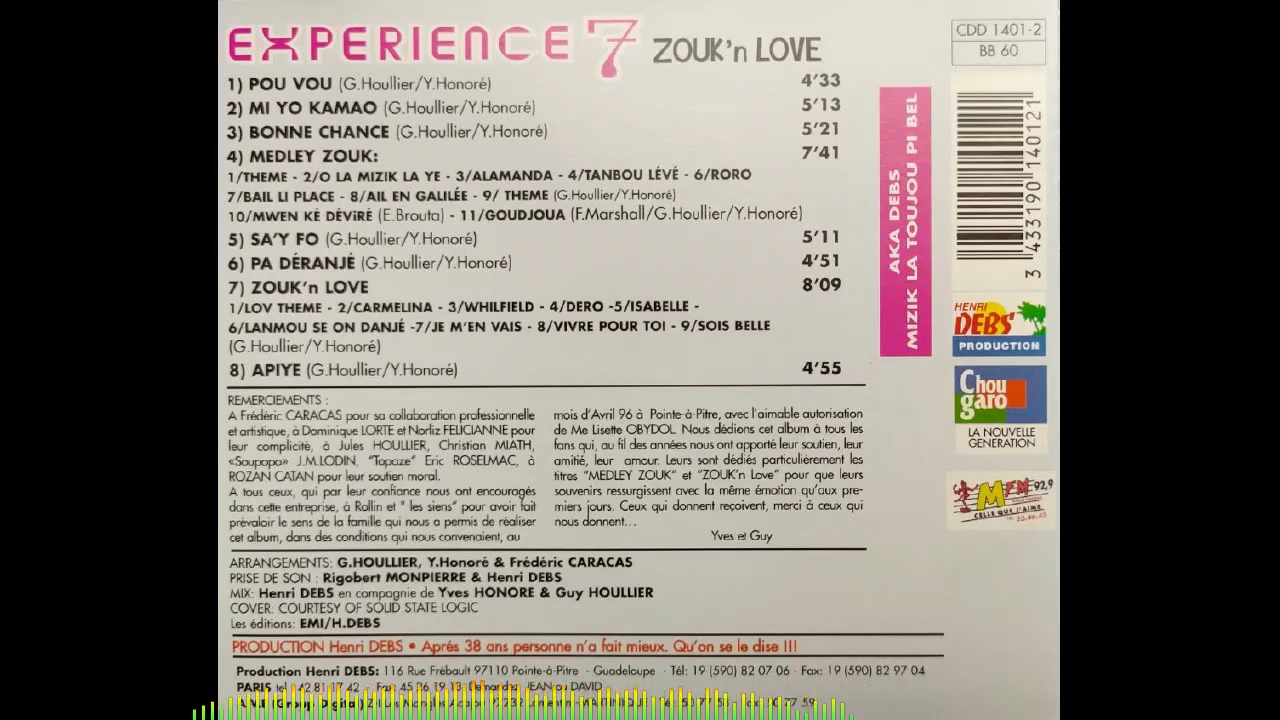 EXPERIENCE 7 ZOUK'n LOVE
1) POU VOU (G.Houllier/Y.Honoré) 4'33
2) MI YO KAMAO (G.Houllier/Y.Honoré) 5'13
3) BONNE CHANCE (G.Houllier/Y.Honoré) 5'21
4) MEDLEY ZOUK: 7'41
1/THEME - 2/O LA MIZIK LA YE - 3/ALAMANDA - 4/TANBOU LÉVÉ - 6/RORO
7/BAIL LI PLACE - 8/AIL EN GALILÉE - 9/ THEME (G.Houllier/Y.Honoré)
10/MWEN KÉ DÉVIRÉ (E.Brouta) - 11/GOUDJOUA (F.Marshall/G.Houllier/Y.Honoré)
5) SA'Y FO (G.Houllier/Y.Honoré) 5'11
6) PA DÉRANJÉ (G.Houllier/Y.Honoré) 4'51
7) ZOUK'n LOVE 8'09
1/LOV THEME - 2/CARMELINA - 3/WHILFIELD - 4/DERO -5/ISABELLE -
6/LANMOU SE ON DANJÉ -7/JE M'EN VAIS - 8/VIVRE POUR TOI - 9/SOIS BELLE
(G.Houllier/Y.Honoré)
8) APIYE (G.Houllier/Y.Honoré) 4'55
REMERCIEMENTS :
A Frédéric CARACAS pour sa collaboration professionnelle
et artistique, à Dominique LORTE et Norliz FELICIANNE pour
leur complicité, à Jules HOULLIER, Christian MIATH,
«Soupopo» J.M.LODIN, "Topaze" Eric ROSELMAC, à
ROZAN CATAN pour leur soutien moral.
A tous ceux, qui par leur confiance nous ont encouragés
dans cette entreprise, à Rollin et " les siens" pour avoir fait
prévaloir le sens de la famille qui nous a permis de réaliser
cet album, dans des conditions qui nous convenaient, au
mois d'Avril 96 à Pointe-à-Pitre, avec l'aimable autorisation
de Me Lisette OBYDOL. Nous dédions cet album à tous les
fans qui, au fil des années nous ont apporté leur soutien, leur
amitié, leur amour. Leurs sont dédiés particulièrement les
titres "MEDLEY ZOUK" et "ZOUK'n Love" pour que leurs
souvenirs ressurgissent avec la même émotion qu'aux pre-
miers jours. Ceux qui donnent reçoivent, merci à ceux qui
nous donnent...
Yves et Guy
ARRANGEMENTS: G.HOULLIER, Y.Honoré & Frédéric CARACAS
PRISE DE SON : Rigobert MONPIERRE & Henri DEBS
MIX: Henri DEBS en compagnie de Yves HONORE & Guy HOULLIER
COVER: COURTESY OF SOLID STATE LOGIC
Les éditions: EMI/H.DEBS
PRODUCTION Henri DEBS • Aprés 38 ans personne n'a fait mieux. Qu'on se le dise !!!
Production Henri DEBS: 116 Rue Frébault 97110 Pointe-à-Pitre - Guadeloupe - Tél: 19 (590) 82 07 06 - Fax: 19 (590) 82 97 04
PARIS
AKA DEBS
MIZIK LA TOUJOU PI BEL
CDD 1401-2
BB 60
3 433190 140121
HENRI
DEBS
PRODUCTION
Chou
garo
LA NOUVELLE
GENERATION
MFM 92,9
CELLE QUE J'AIME